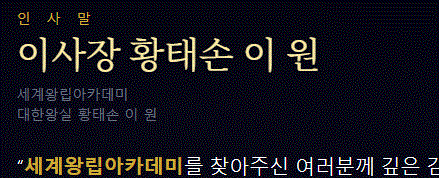 인 사 말
이사장 황태손 이 원
세계왕립아카데미
대한왕실 황태손 이 원
“세계왕립아카데미를 찾아주신 여러분께 깊은